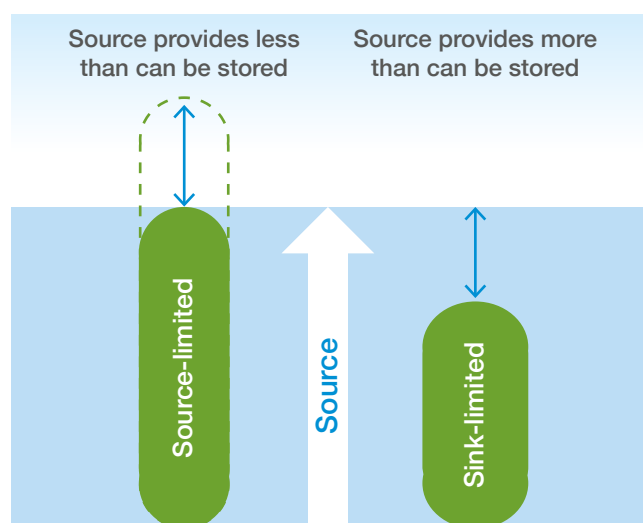 Source provides less
than can be stored
Source provides more
than can be stored
Source-limited
Source
Sink-limited